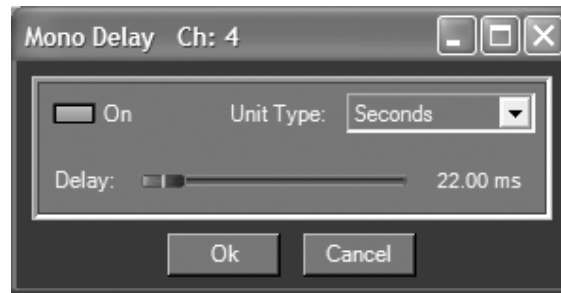 Mono Delay Ch: 4
On Unit Type: Seconds
Delay: 22.00 ms
Ok Cancel